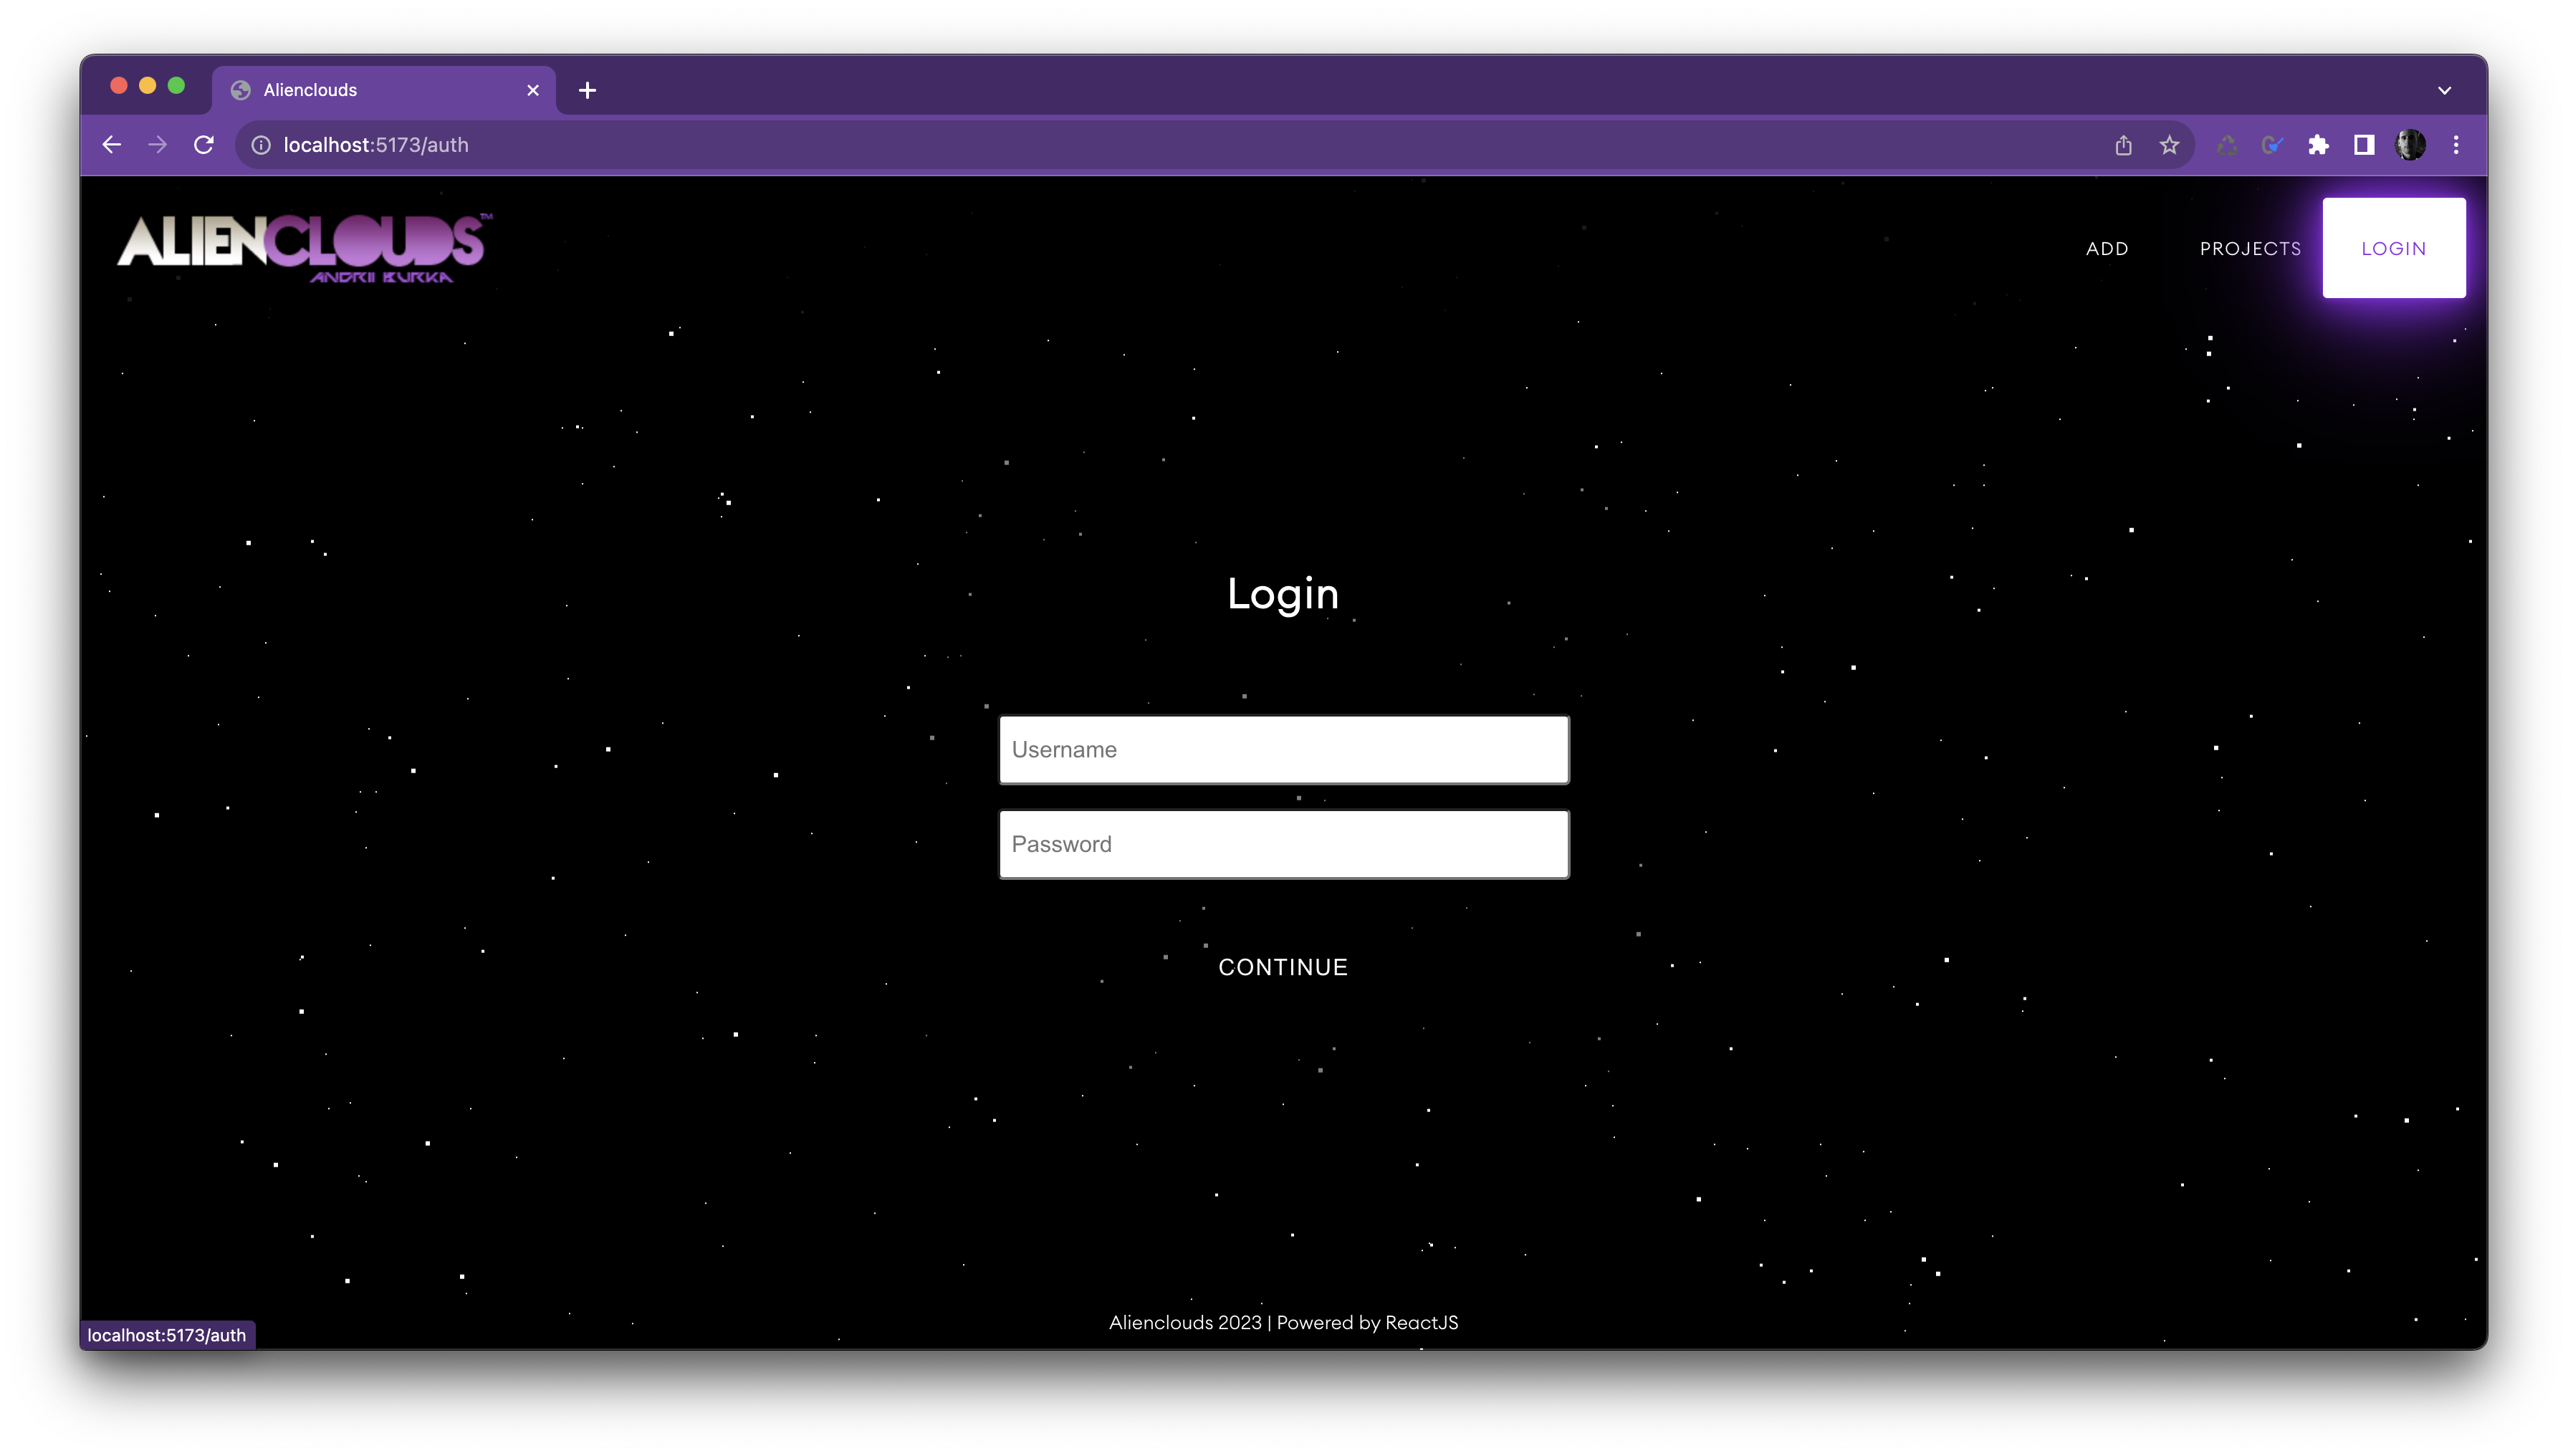 Alienclouds
localhost:5173/auth
ALIENCLOUDS™
ANDRII BURKA
ADD
PROJECTS
LOGIN
Login
Username
Password
CONTINUE
Alienclouds 2023 | Powered by ReactJS
localhost:5173/auth